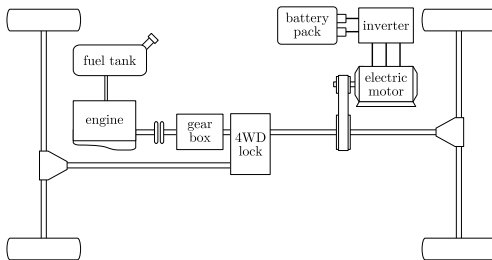 battery
pack
inverter
fuel tank
electric
motor
engine
gear
box
4WD
lock